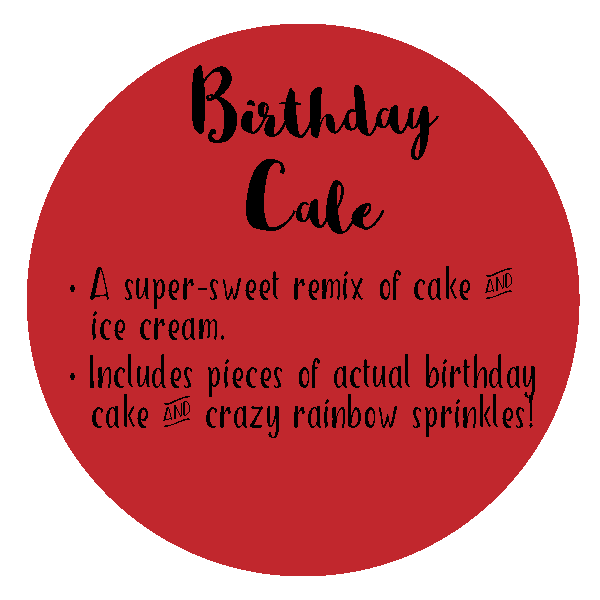 Birthday
Cale
• A super-sweet remix of cake AND
ice cream.
• Includes pieces of actual birthday
cake AND crazy rainbow sprinkles!